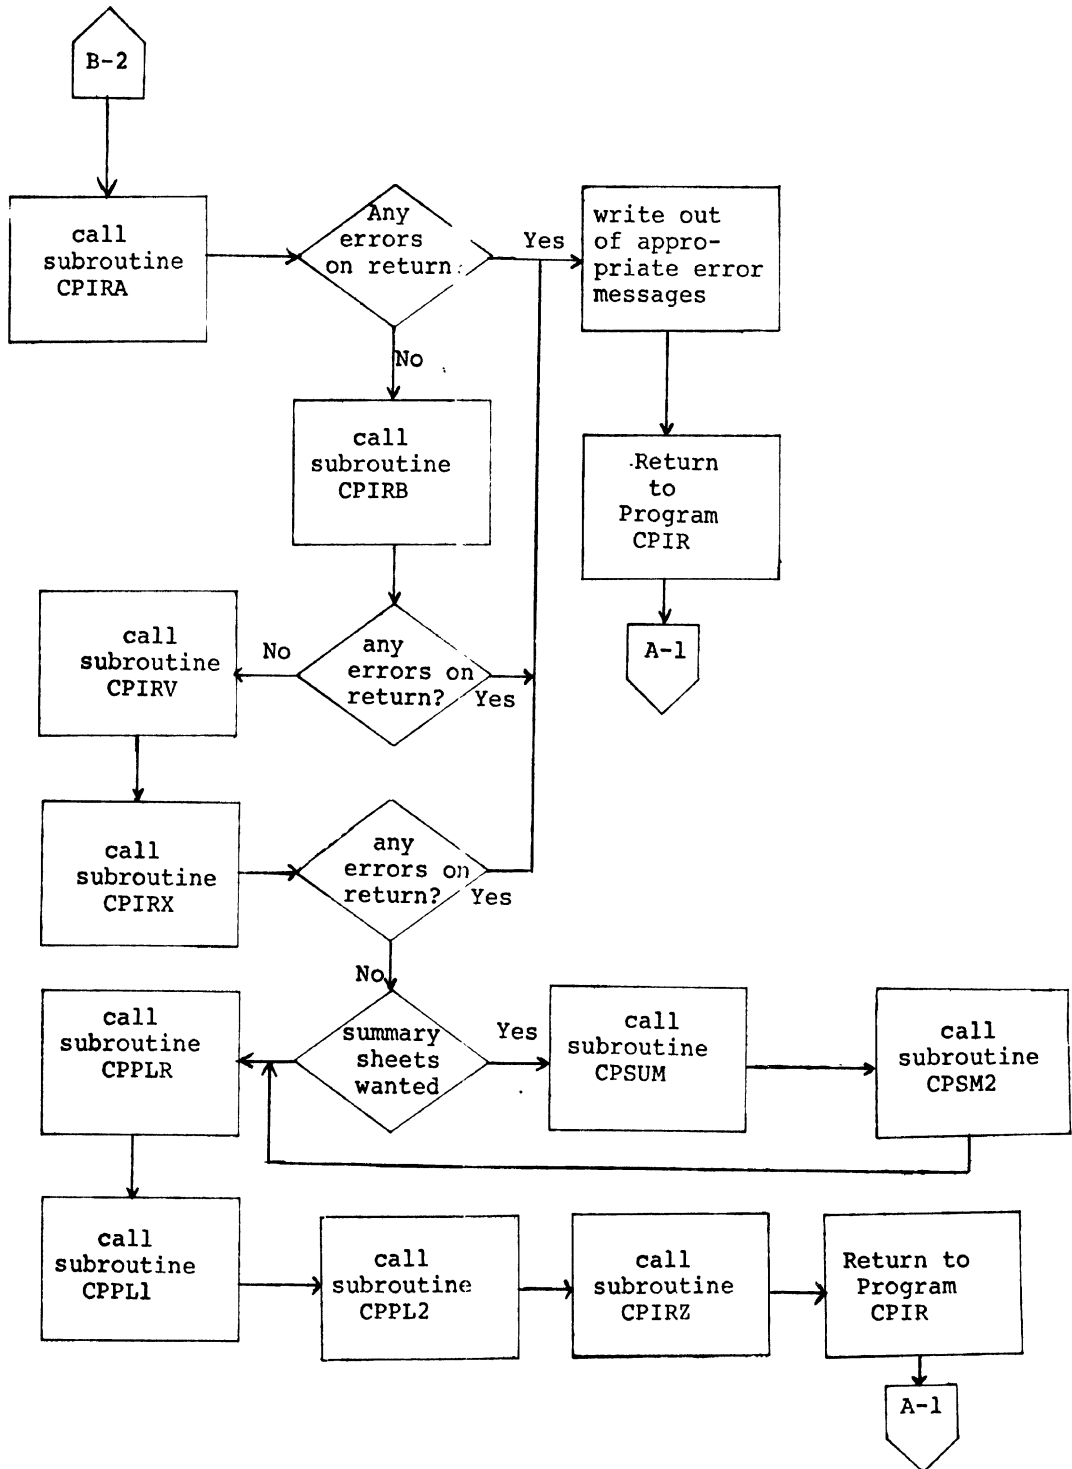 B-2
call
subroutine
CPIRA
Any
errors
on return
Yes
write out
of appro-
priate error
messages
No
call
subroutine
CPIRB
Return
to
Program
CPIR
A-1
call
subroutine
CPIRV
No
any
errors on
return?
Yes
call
subroutine
CPIRX
any
errors on
return?
Yes
No
call
subroutine
CPPLR
summary
sheets
wanted
Yes
call
subroutine
CPSUM
call
subroutine
CPSM2
call
subroutine
CPPL1
call
subroutine
CPPL2
call
subroutine
CPIRZ
Return to
Program
CPIR
A-1